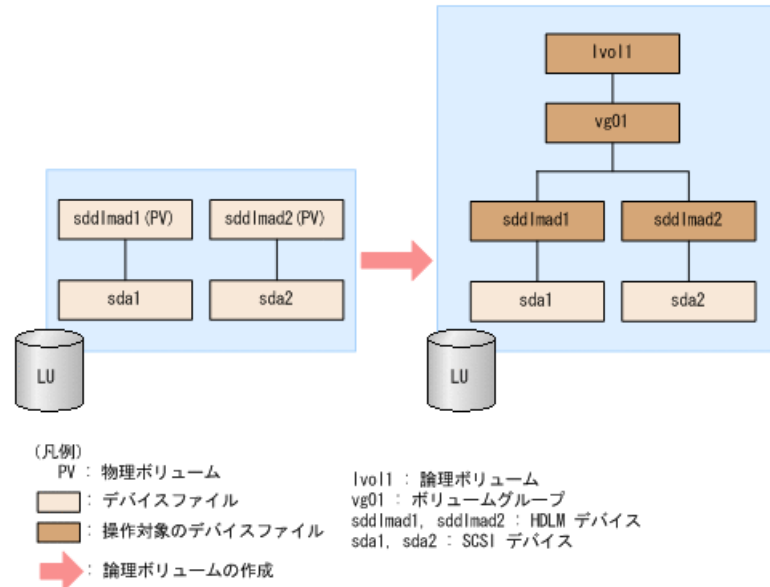 lvol1
vg01
sddlmad1(PV)
sddlmad2(PV)
sddlmad1
sddlmad2
sda1
sda2
sda1
sda2
LU
LU
(凡例)
PV : 物理ボリューム
: デバイスファイル
: 操作対象のデバイスファイル
: 論理ボリュームの作成
lvol1 : 論理ボリューム
vg01 : ボリュームグループ
sddlmad1, sddlmad2 : HDLM デバイス
sda1, sda2 : SCSI デバイス